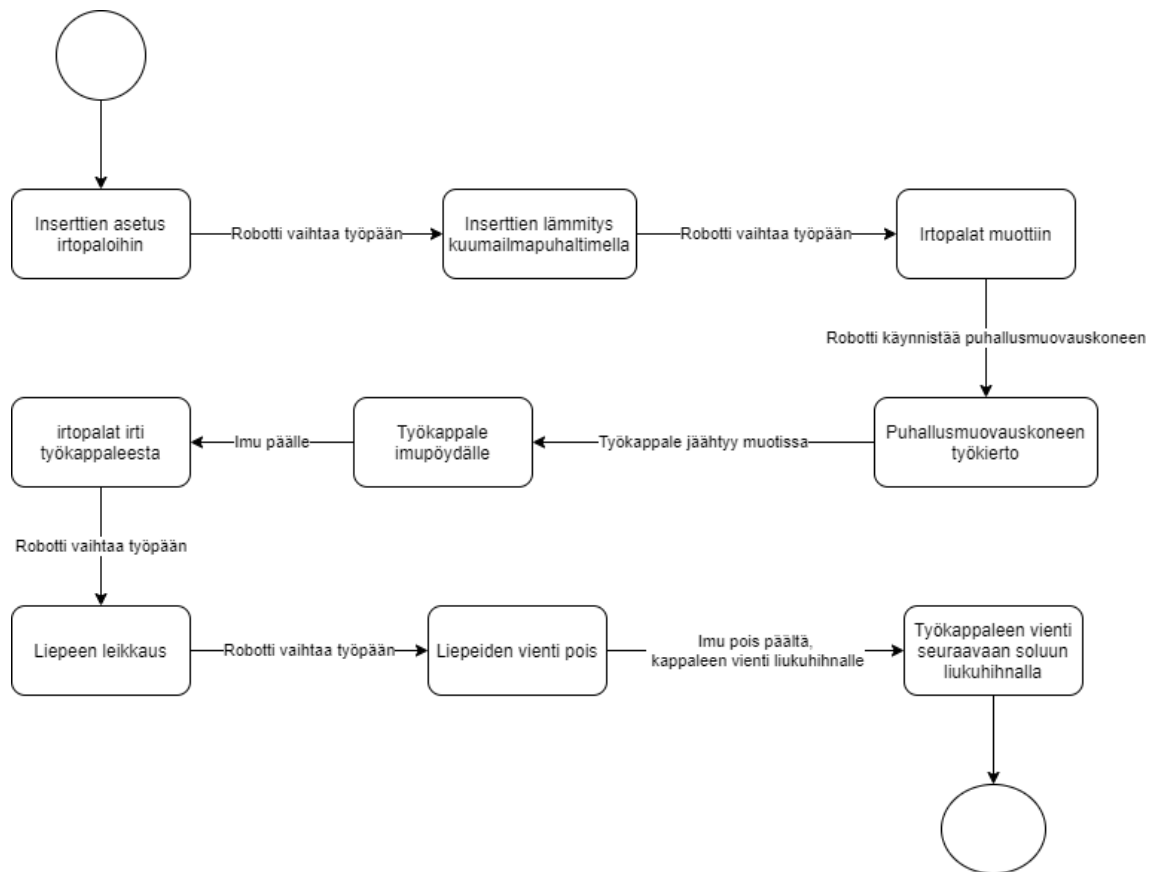 Inserttien asetus
irtopaloihin
Robotti vaihtaa työpään
Inserttien lämmitys
kuumailmapuhaltimella
Robotti vaihtaa työpään
Irtopalat muottiin
Robotti käynnistää puhallusmuovauskoneen
Puhallusmuovauskoneen
työkierto
Työkappale jäähtyy muotissa
Työkappale
imupöydälle
Imu päälle
irtopalat irti
työkappaleesta
Robotti vaihtaa työpään
Liepeen leikkaus
Robotti vaihtaa työpään
Liepeiden vienti pois
Imu pois päältä,
kappaleen vienti liukuhihnalle
Työkappaleen vienti
seuraavaan soluun
liukuhihnalla